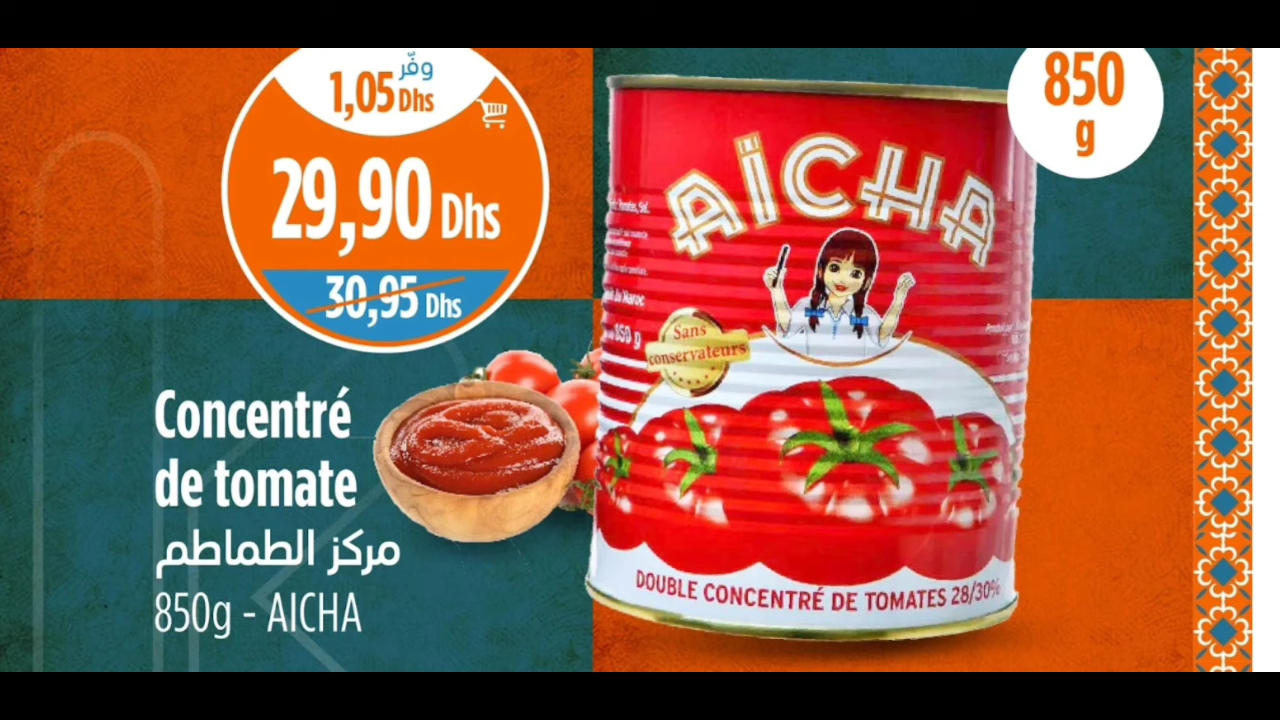 وفّر
1,05 Dhs
29,90 Dhs
30,95 Dhs
Concentré
de tomate
مركز الطماطم
850g - AICHA
850
g
AÏCHA
Sans
conservateurs
850 g
DOUBLE CONCENTRÉ DE TOMATES 28/30%